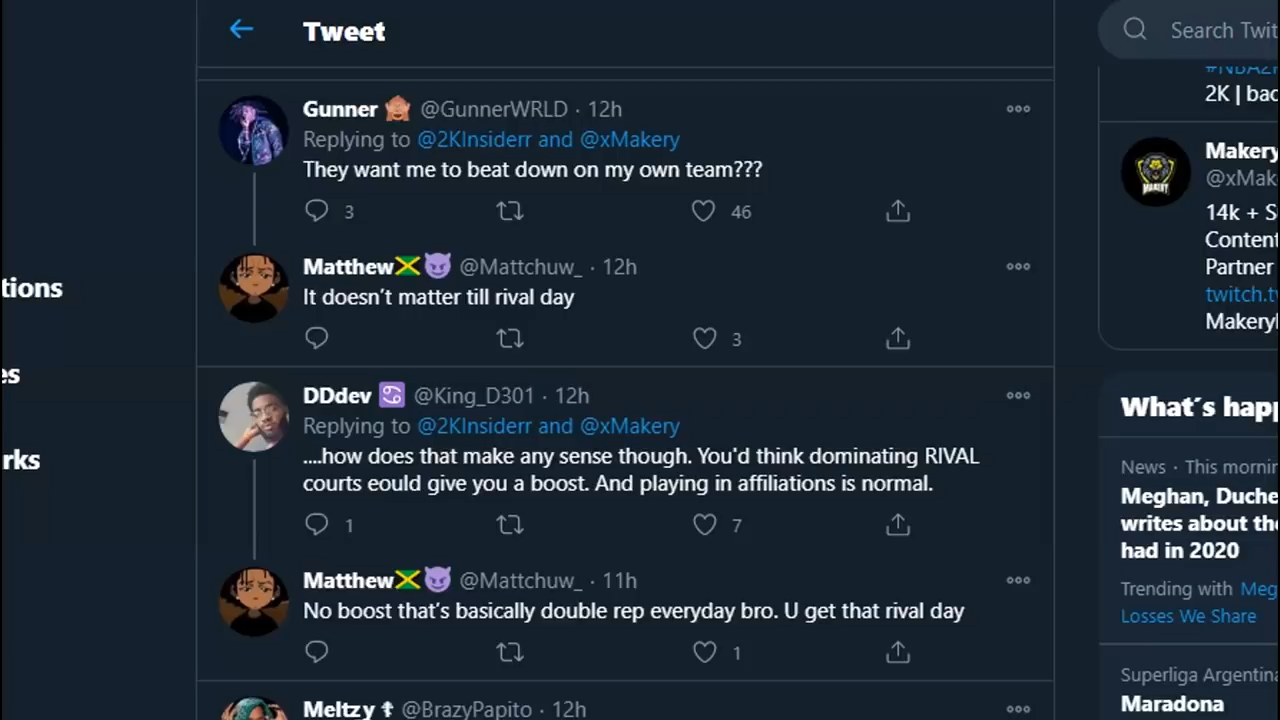 Tweet
Search Twit
2K | bac
Gunner @GunnerWRLD · 12h
Replying to @2KInsiderr and @xMakery
They want me to beat down on my own team???
3 46
Matthew @Mattchuw_ · 12h
It doesn't matter till rival day
3
DDdev @King_D301 · 12h
Replying to @2KInsiderr and @xMakery
....how does that make any sense though. You'd think dominating RIVAL
courts eould give you a boost. And playing in affiliations is normal.
1 7
Matthew @Mattchuw_ · 11h
No boost that's basically double rep everyday bro. U get that rival day
1
Meltzy @BrazyPapito · 12h
tions
es
rks
MAKERY
Makery
@xMak
14k + S
Content
Partner
twitch.tv
Makeryl
What's happ
News · This mornin
Meghan, Duche
writes about the
had in 2020
Trending with Meg
Losses We Share
Superliga Argentina
Maradona